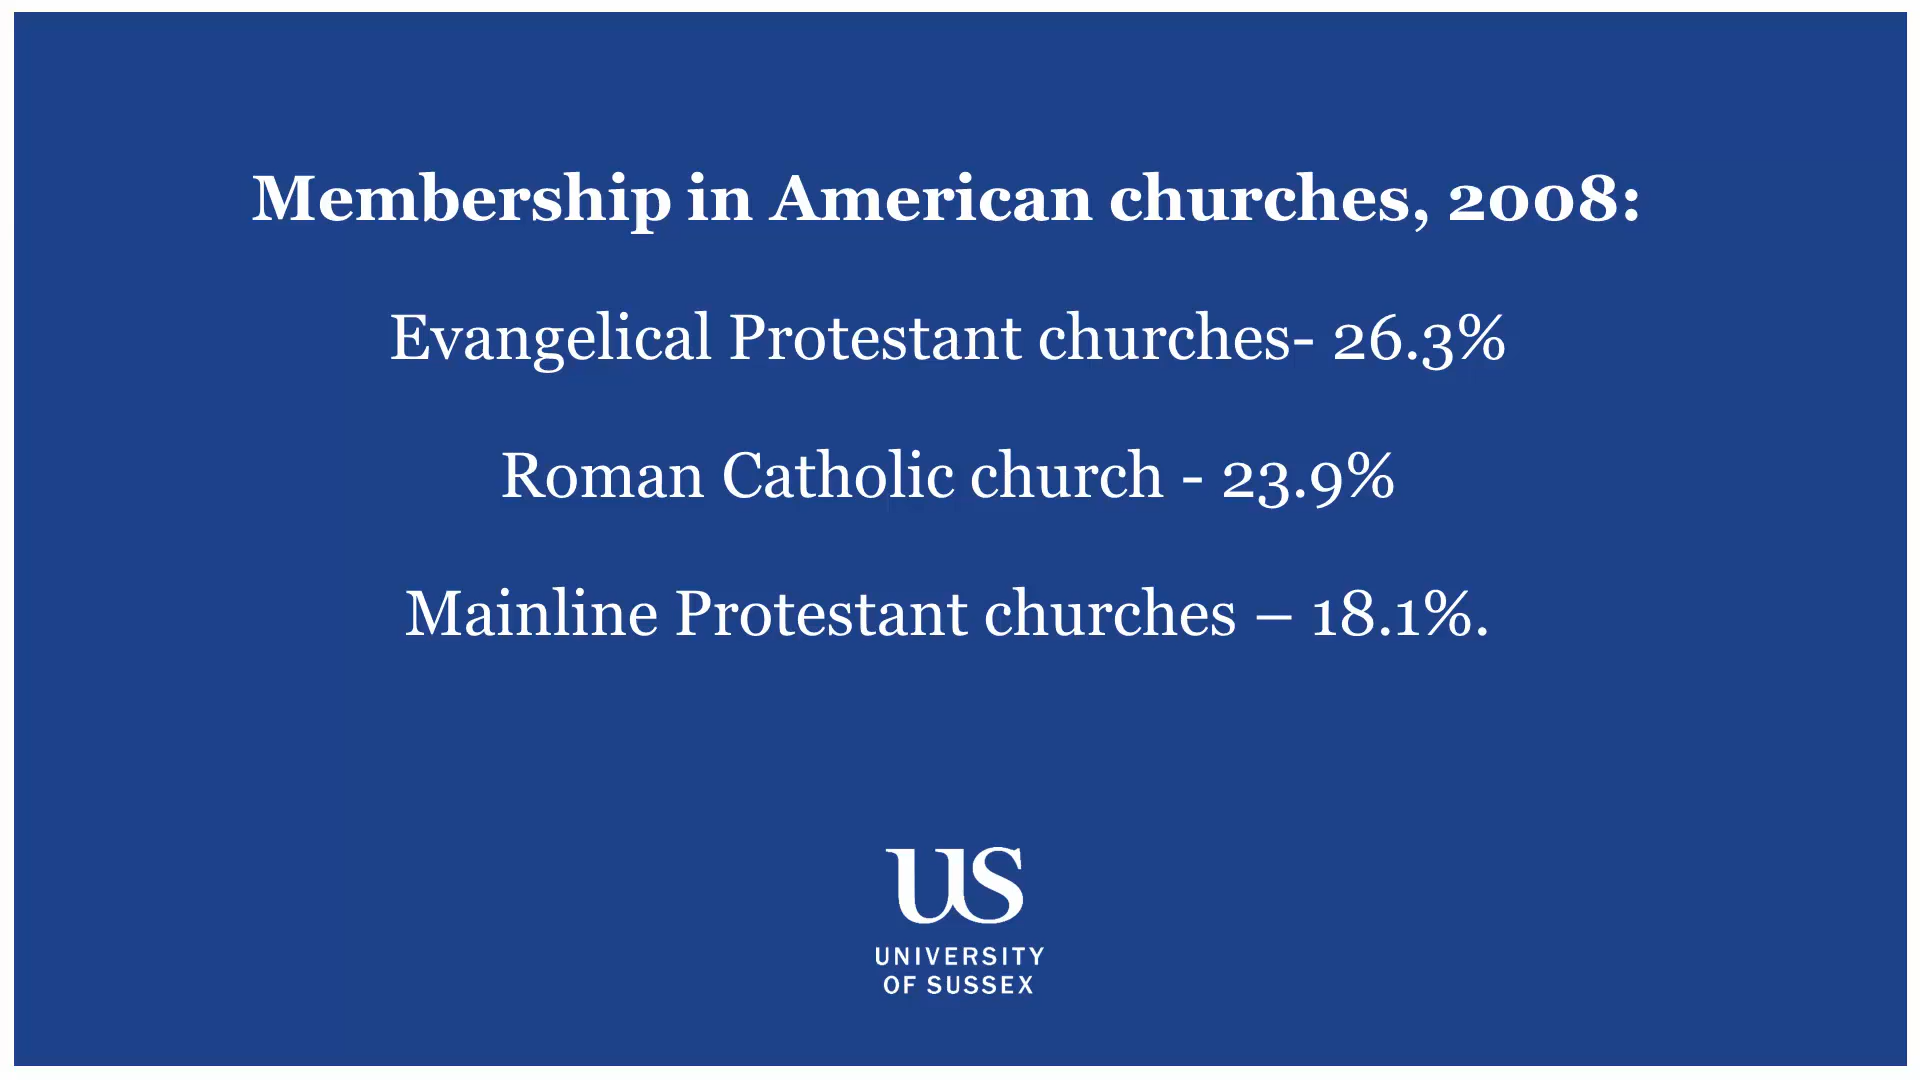 Membership in American churches, 2008:
Evangelical Protestant churches- 26.3%
Roman Catholic church - 23.9%
Mainline Protestant churches – 18.1%.
US
UNIVERSITY
OF SUSSEX